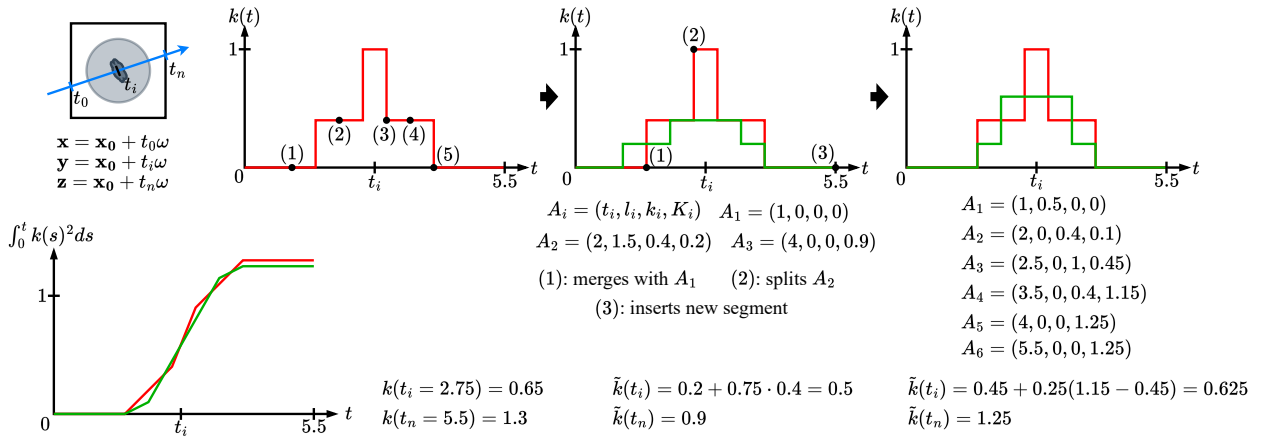 t_0
t_i
t_n
x = x_0 + t_0ω
y = x_0 + t_iω
z = x_0 + t_nω
k(t)
1
(1)
(2)
(3)
(4)
(5)
0
t_i
5.5
t
k(t)
1
(2)
(1)
(3)
0
t_i
5.5
t
A_i = (t_i, l_i, k_i, K_i) A_1 = (1, 0, 0, 0)
A_2 = (2, 1.5, 0.4, 0.2) A_3 = (4, 0, 0, 0.9)
(1): merges with A_1 (2): splits A_2
(3): inserts new segment
k(t)
1
0
t_i
5.5
t
A_1 = (1, 0.5, 0, 0)
A_2 = (2, 0, 0.4, 0.1)
A_3 = (2.5, 0, 1, 0.45)
A_4 = (3.5, 0, 0.4, 1.15)
A_5 = (4, 0, 0, 1.25)
A_6 = (5.5, 0, 0, 1.25)
∫_0^t k(s)^2 ds
1
0
t_i
5.5
t
k(t_i = 2.75) = 0.65
k(t_n = 5.5) = 1.3
k̃(t_i) = 0.2 + 0.75 · 0.4 = 0.5
k̃(t_n) = 0.9
k̃(t_i) = 0.45 + 0.25(1.15 − 0.45) = 0.625
k̃(t_n) = 1.25